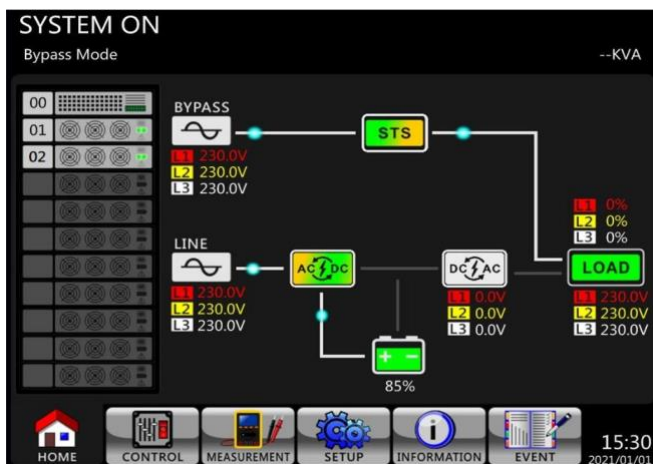 SYSTEM ON
Bypass Mode
--KVA
00
01
02
BYPASS
L1 230.0V
L2 230.0V
L3 230.0V
STS
L1 0%
L2 0%
L3 0%
LINE
L1 230.0V
L2 230.0V
L3 230.0V
AC DC
DC AC
L1 0.0V
L2 0.0V
L3 0.0V
LOAD
L1 230.0V
L2 230.0V
L3 230.0V
+ −
85%
HOME
CONTROL
MEASUREMENT
SETUP
INFORMATION
EVENT
15:30
2021/01/01